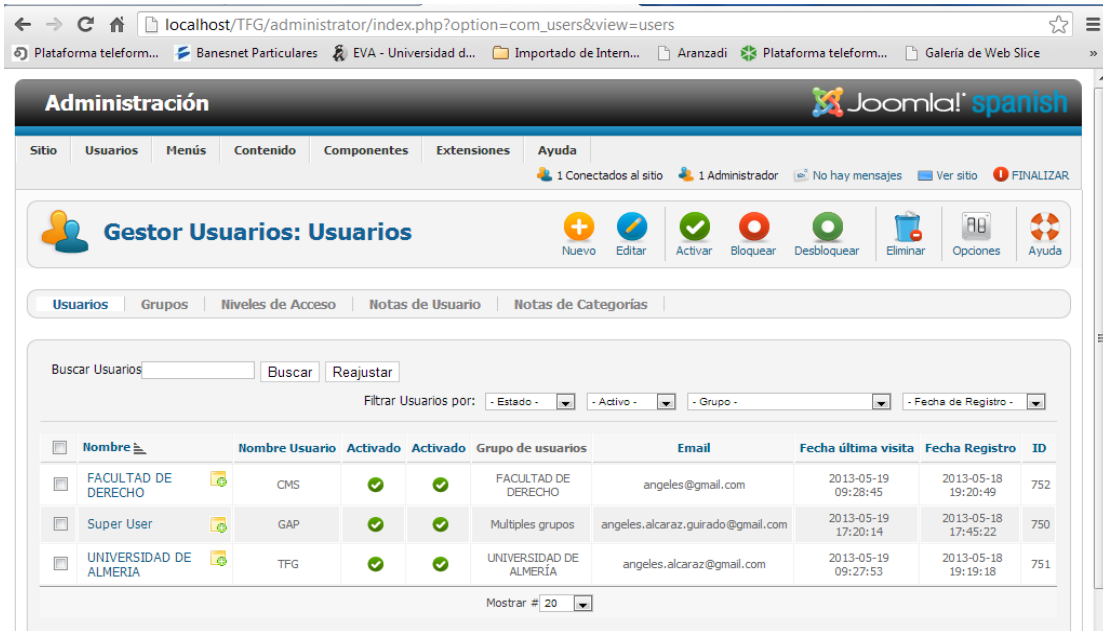 localhost/TFG/administrator/index.php?option=com_users&view=users
Plataforma teleform... Banesnet Particulares EVA - Universidad d... Importado de Intern... Aranzadi Plataforma teleform... Galería de Web Slice »
Administración Joomla! spanish
Sitio Usuarios Menús Contenido Componentes Extensiones Ayuda
1 Conectados al sitio 1 Administrador No hay mensajes Ver sitio FINALIZAR
Gestor Usuarios: Usuarios
Nuevo Editar Activar Bloquear Desbloquear Eliminar Opciones Ayuda
Usuarios Grupos Niveles de Acceso Notas de Usuario Notas de Categorías
Buscar Usuarios Buscar Reajustar
Filtrar Usuarios por: - Estado - - Activo - - Grupo - - Fecha de Registro -
Nombre Nombre Usuario Activado Activado Grupo de usuarios Email Fecha última visita Fecha Registro ID
FACULTAD DE DERECHO CMS FACULTAD DE DERECHO angeles@gmail.com 2013-05-19 09:28:45 2013-05-18 19:20:49 752
Super User GAP Multiples grupos angeles.alcaraz.guirado@gmail.com 2013-05-19 17:20:14 2013-05-18 17:45:22 750
UNIVERSIDAD DE ALMERIA TFG UNIVERSIDAD DE ALMERÍA angeles.alcaraz@gmail.com 2013-05-19 09:27:53 2013-05-18 19:19:18 751
Mostrar # 20